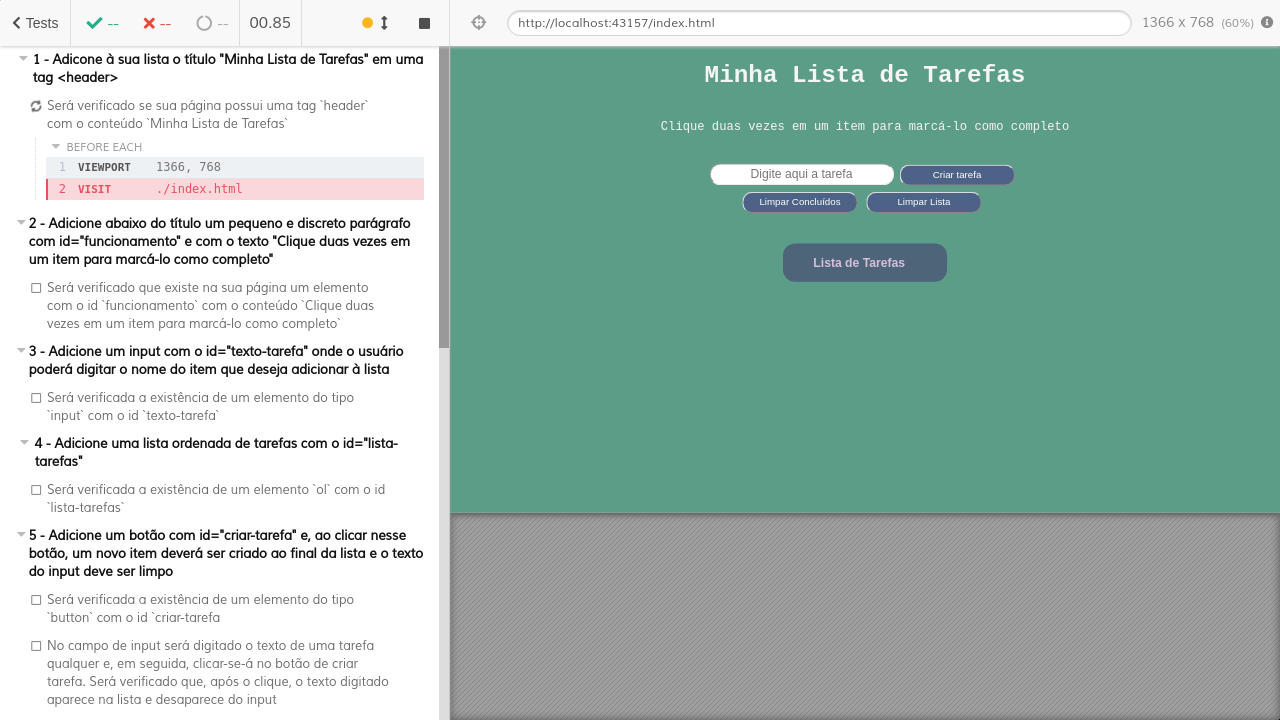 Tests
--
--
--
00.85
http://localhost:43157/index.html
1366 x 768 (60%)
1 - Adicone à sua lista o título "Minha Lista de Tarefas" em uma
tag <header>
Será verificado se sua página possui uma tag `header`
com o conteúdo `Minha Lista de Tarefas`
BEFORE EACH
1 VIEWPORT 1366, 768
2 VISIT ./index.html
2 - Adicione abaixo do título um pequeno e discreto parágrafo
com id="funcionamento" e com o texto "Clique duas vezes em
um item para marcá-lo como completo"
Será verificado que existe na sua página um elemento
com o id `funcionamento` com o conteúdo `Clique duas
vezes em um item para marcá-lo como completo`
3 - Adicione um input com o id="texto-tarefa" onde o usuário
poderá digitar o nome do item que deseja adicionar à lista
Será verificada a existência de um elemento do tipo
`input` com o id `texto-tarefa`
4 - Adicione uma lista ordenada de tarefas com o id="lista-
tarefas"
Será verificada a existência de um elemento `ol` com o id
`lista-tarefas`
5 - Adicione um botão com id="criar-tarefa" e, ao clicar nesse
botão, um novo item deverá ser criado ao final da lista e o texto
do input deve ser limpo
Será verificada a existência de um elemento do tipo
`button` com o id `criar-tarefa
No campo de input será digitado o texto de uma tarefa
qualquer e, em seguida, clicar-se-á no botão de criar
tarefa. Será verificado que, após o clique, o texto digitado
aparece na lista e desaparece do input
Minha Lista de Tarefas
Clique duas vezes em um item para marcá-lo como completo
Digite aqui a tarefa
Criar tarefa
Limpar Concluídos
Limpar Lista
Lista de Tarefas